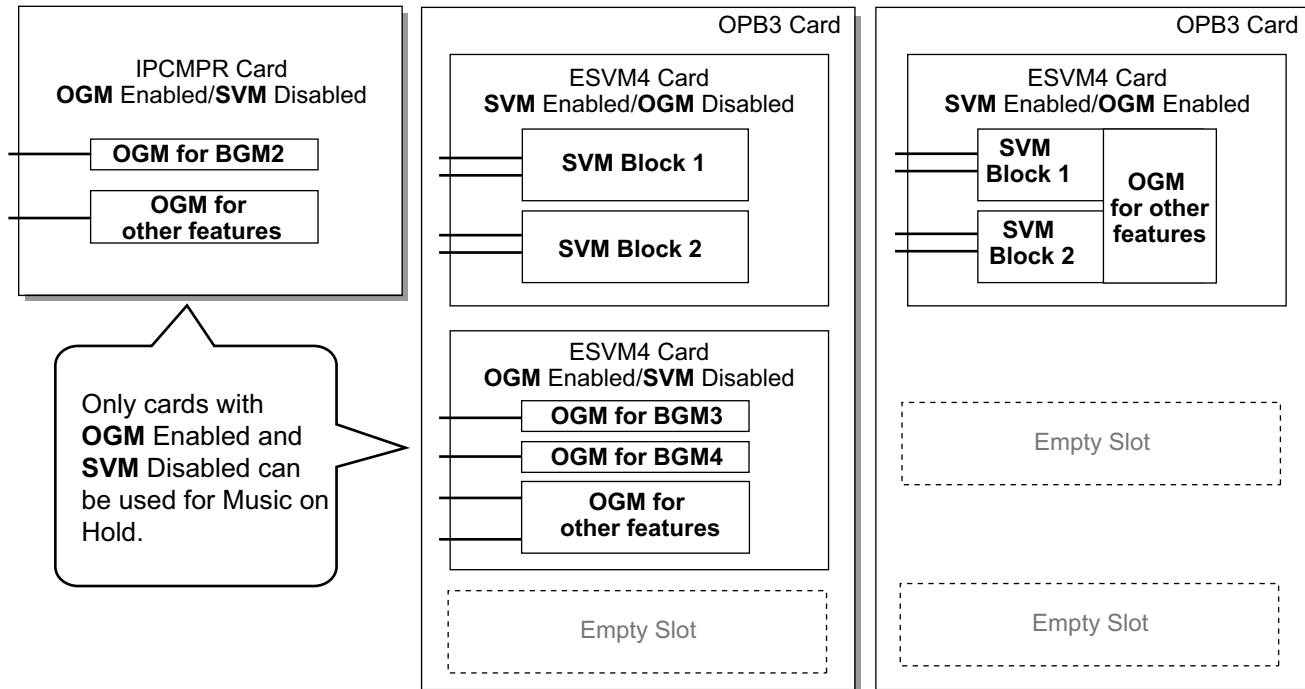 IPCMPR Card
OGM Enabled/SVM Disabled
OGM for BGM2
OGM for
other features
Only cards with
OGM Enabled and
SVM Disabled can
be used for Music on
Hold.
OPB3 Card
ESVM4 Card
SVM Enabled/OGM Disabled
SVM Block 1
SVM Block 2
ESVM4 Card
OGM Enabled/SVM Disabled
OGM for BGM3
OGM for BGM4
OGM for
other features
Empty Slot
OPB3 Card
ESVM4 Card
SVM Enabled/OGM Enabled
SVM
Block 1
SVM
Block 2
OGM
for other
features
Empty Slot
Empty Slot